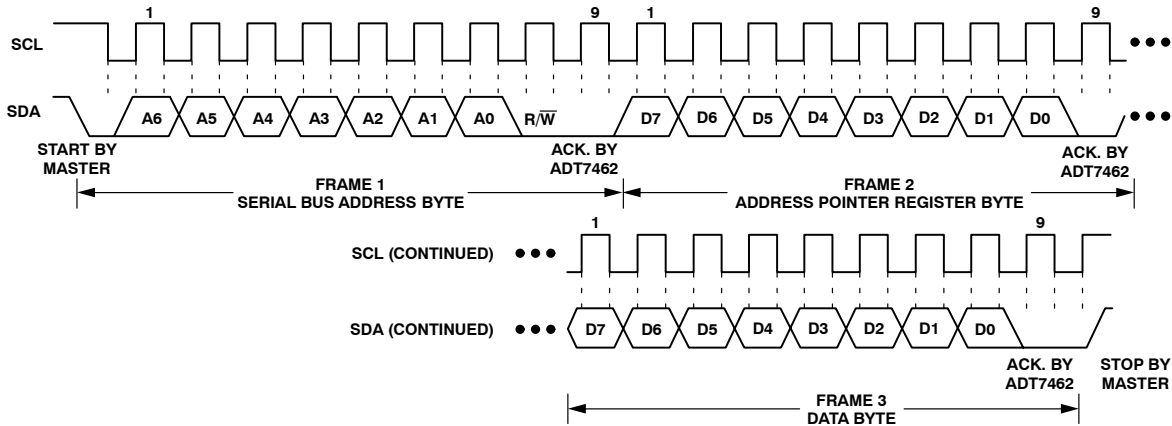 1 9 1 9
SCL
SDA A6 A5 A4 A3 A2 A1 A0 R/W̅ D7 D6 D5 D4 D3 D2 D1 D0
START BY MASTER
ACK. BY ADT7462
ACK. BY ADT7462
FRAME 1
SERIAL BUS ADDRESS BYTE
FRAME 2
ADDRESS POINTER REGISTER BYTE
1 9
SCL (CONTINUED)
SDA (CONTINUED) D7 D6 D5 D4 D3 D2 D1 D0
ACK. BY ADT7462
STOP BY MASTER
FRAME 3
DATA BYTE